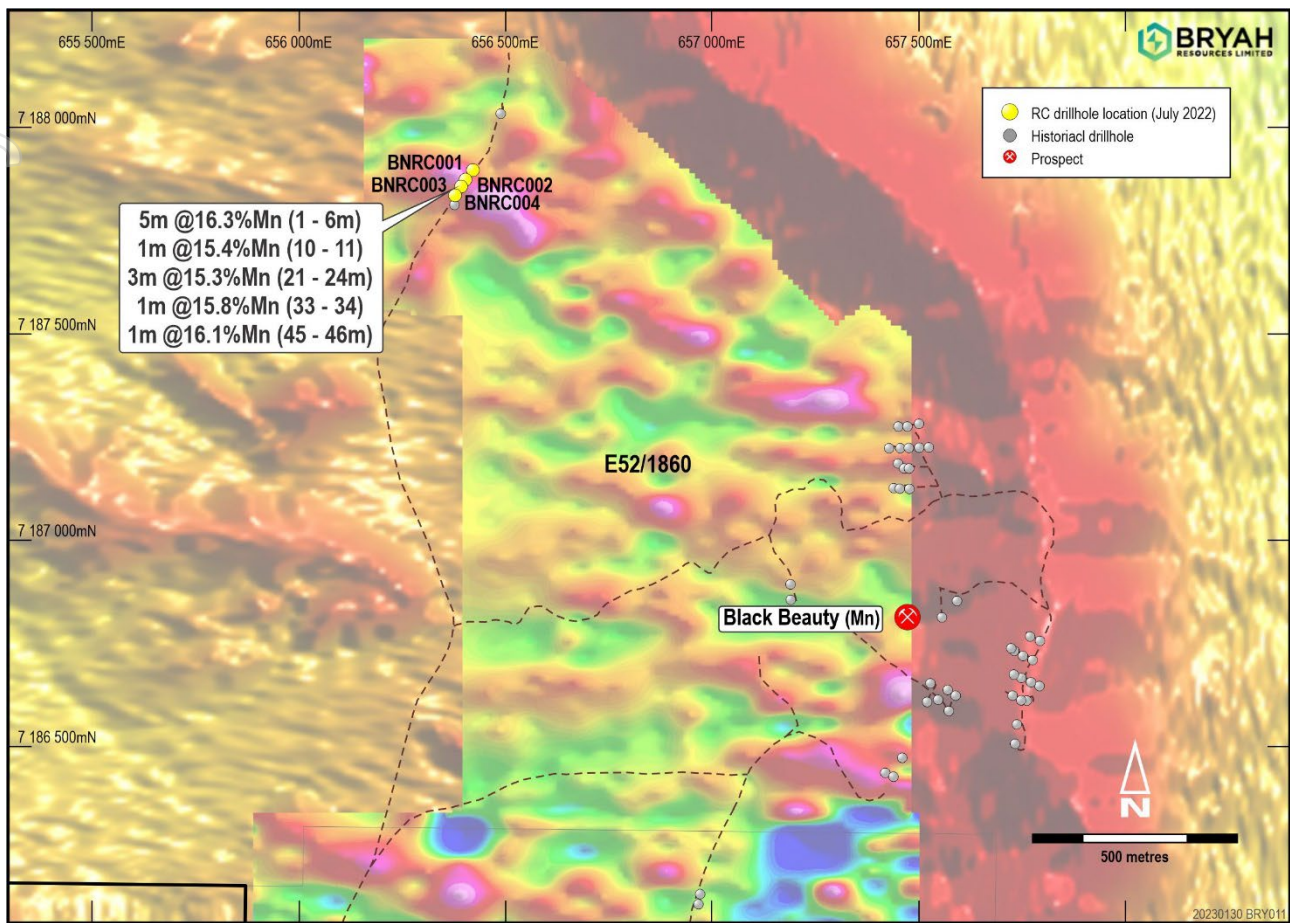 655 500mE
656 000mE
656 500mE
657 000mE
657 500mE
BRYAH
RESOURCES LIMITED
RC drillhole location (July 2022)
Historiacl drillhole
Prospect
7 188 000mN
BNRC001
BNRC003
BNRC002
BNRC004
5m @16.3%Mn (1 - 6m)
1m @15.4%Mn (10 - 11)
3m @15.3%Mn (21 - 24m)
1m @15.8%Mn (33 - 34)
1m @16.1%Mn (45 - 46m)
7 187 500mN
E52/1860
7 187 000mN
Black Beauty (Mn)
7 186 500mN
N
500 metres
20230130 BRY011